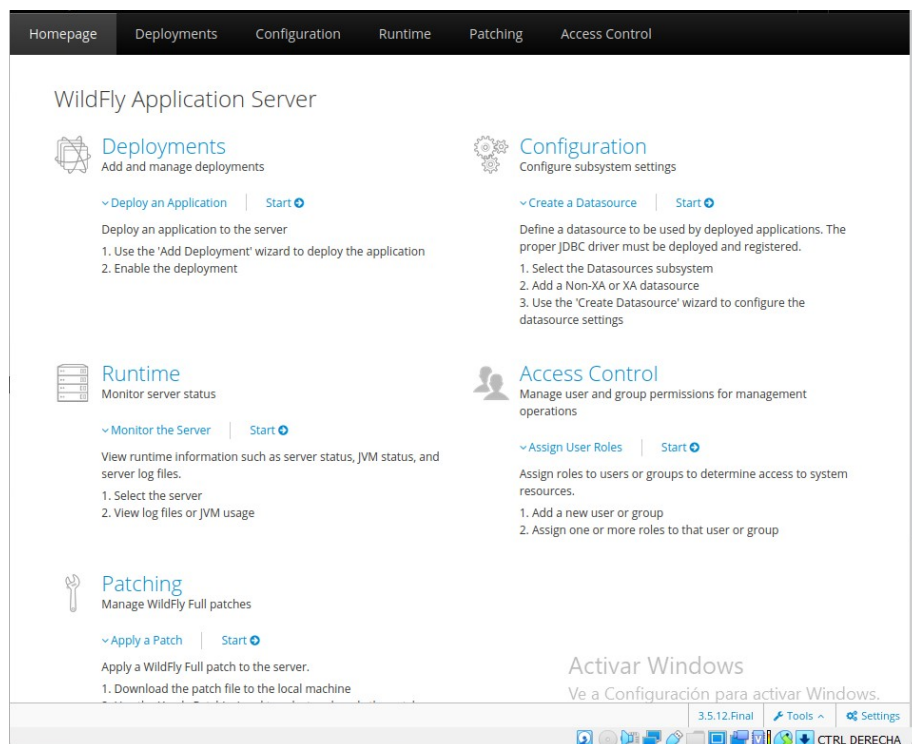 Homepage Deployments Configuration Runtime Patching Access Control
WildFly Application Server
Deployments
Add and manage deployments
Deploy an Application Start
Deploy an application to the server
1. Use the 'Add Deployment' wizard to deploy the application
2. Enable the deployment
Configuration
Configure subsystem settings
Create a Datasource Start
Define a datasource to be used by deployed applications. The
proper JDBC driver must be deployed and registered.
1. Select the Datasources subsystem
2. Add a Non-XA or XA datasource
3. Use the 'Create Datasource' wizard to configure the
datasource settings
Runtime
Monitor server status
Monitor the Server Start
View runtime information such as server status, JVM status, and
server log files.
1. Select the server
2. View log files or JVM usage
Access Control
Manage user and group permissions for management
operations
Assign User Roles Start
Assign roles to users or groups to determine access to system
resources.
1. Add a new user or group
2. Assign one or more roles to that user or group
Patching
Manage WildFly Full patches
Apply a Patch Start
Apply a WildFly Full patch to the server.
1. Download the patch file to the local machine
Activar Windows
Ve a Configuración para activar Windows.
3.5.12.Final Tools Settings
CTRL DERECHA